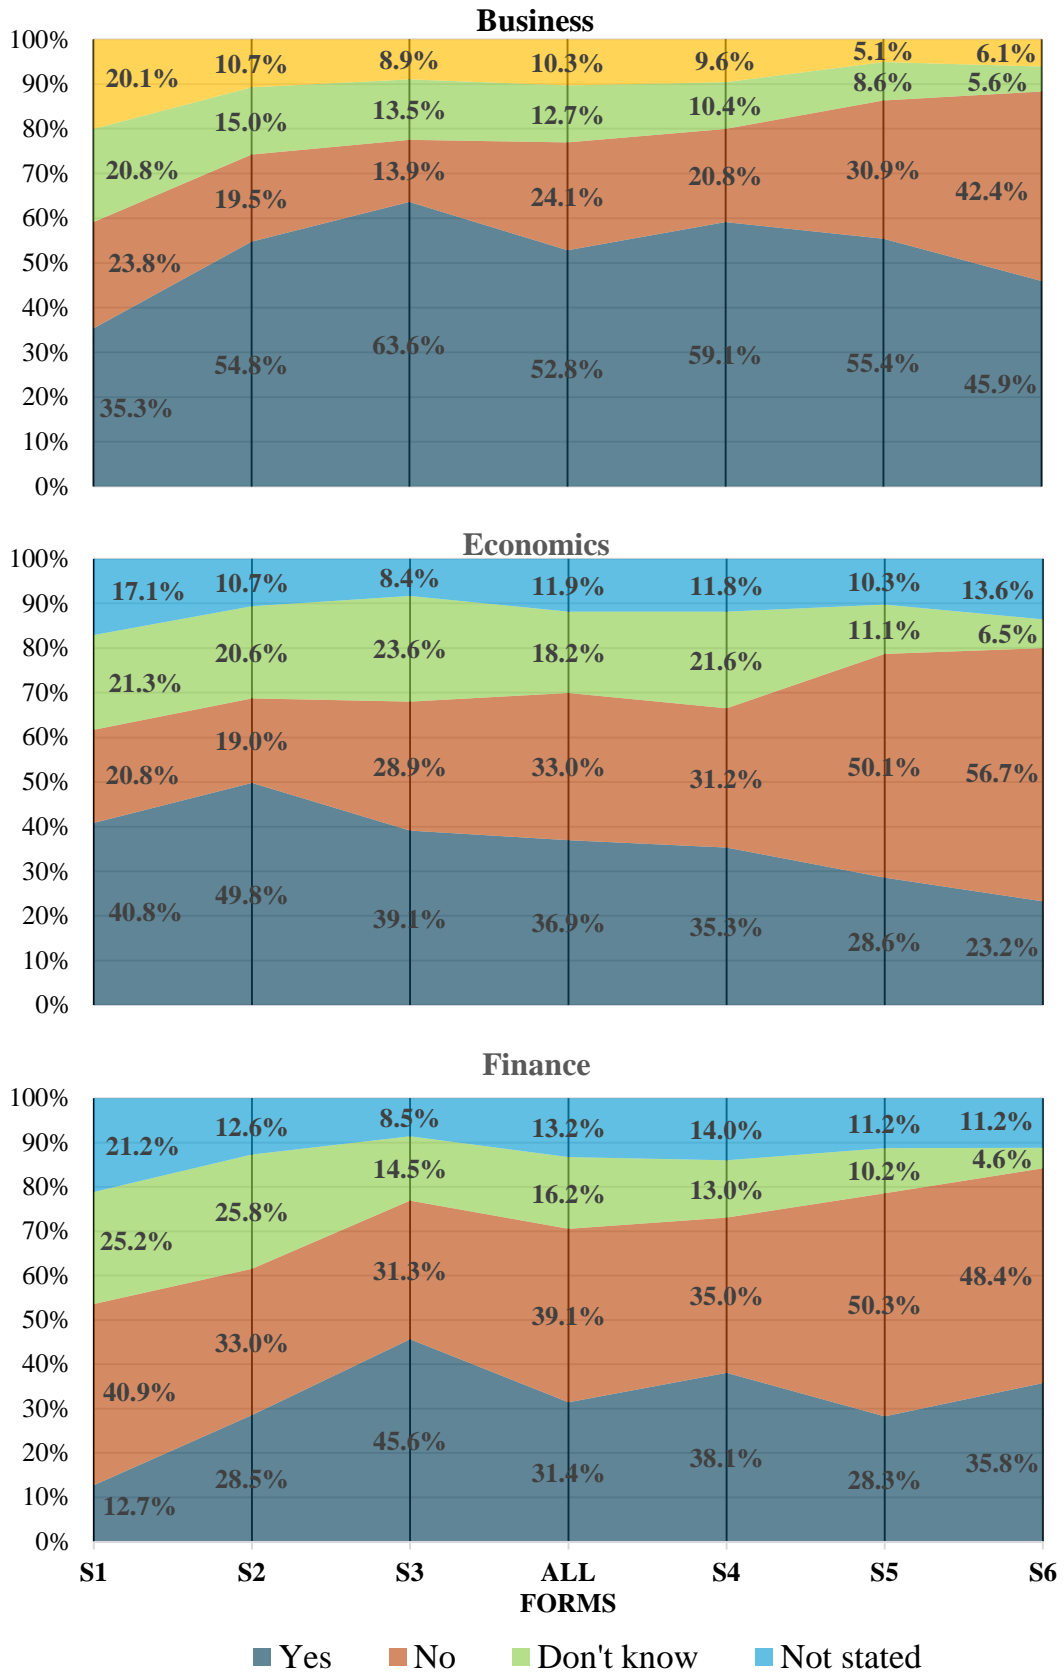 Business
100%
90%
80%
70%
60%
50%
40%
30%
20%
10%
0%
20.1% 10.7% 8.9% 10.3% 9.6% 5.1% 6.1%
20.8% 15.0% 13.5% 12.7% 10.4% 8.6% 5.6%
23.8% 19.5% 13.9% 24.1% 20.8% 30.9% 42.4%
35.3% 54.8% 63.6% 52.8% 59.1% 55.4% 45.9%
Economics
100%
90%
80%
70%
60%
50%
40%
30%
20%
10%
0%
17.1% 10.7% 8.4% 11.9% 11.8% 10.3% 13.6%
21.3% 20.6% 23.6% 18.2% 21.6% 11.1% 6.5%
20.8% 19.0% 28.9% 33.0% 31.2% 50.1% 56.7%
40.8% 49.8% 39.1% 36.9% 35.3% 28.6% 23.2%
Finance
100%
90%
80%
70%
60%
50%
40%
30%
20%
10%
0%
21.2% 12.6% 8.5% 13.2% 14.0% 11.2% 11.2%
25.2% 25.8% 14.5% 16.2% 13.0% 10.2% 4.6%
40.9% 33.0% 31.3% 39.1% 35.0% 50.3% 48.4%
12.7% 28.5% 45.6% 31.4% 38.1% 28.3% 35.8%
S1 S2 S3 ALL S4 S5 S6
FORMS
Yes No Don't know Not stated